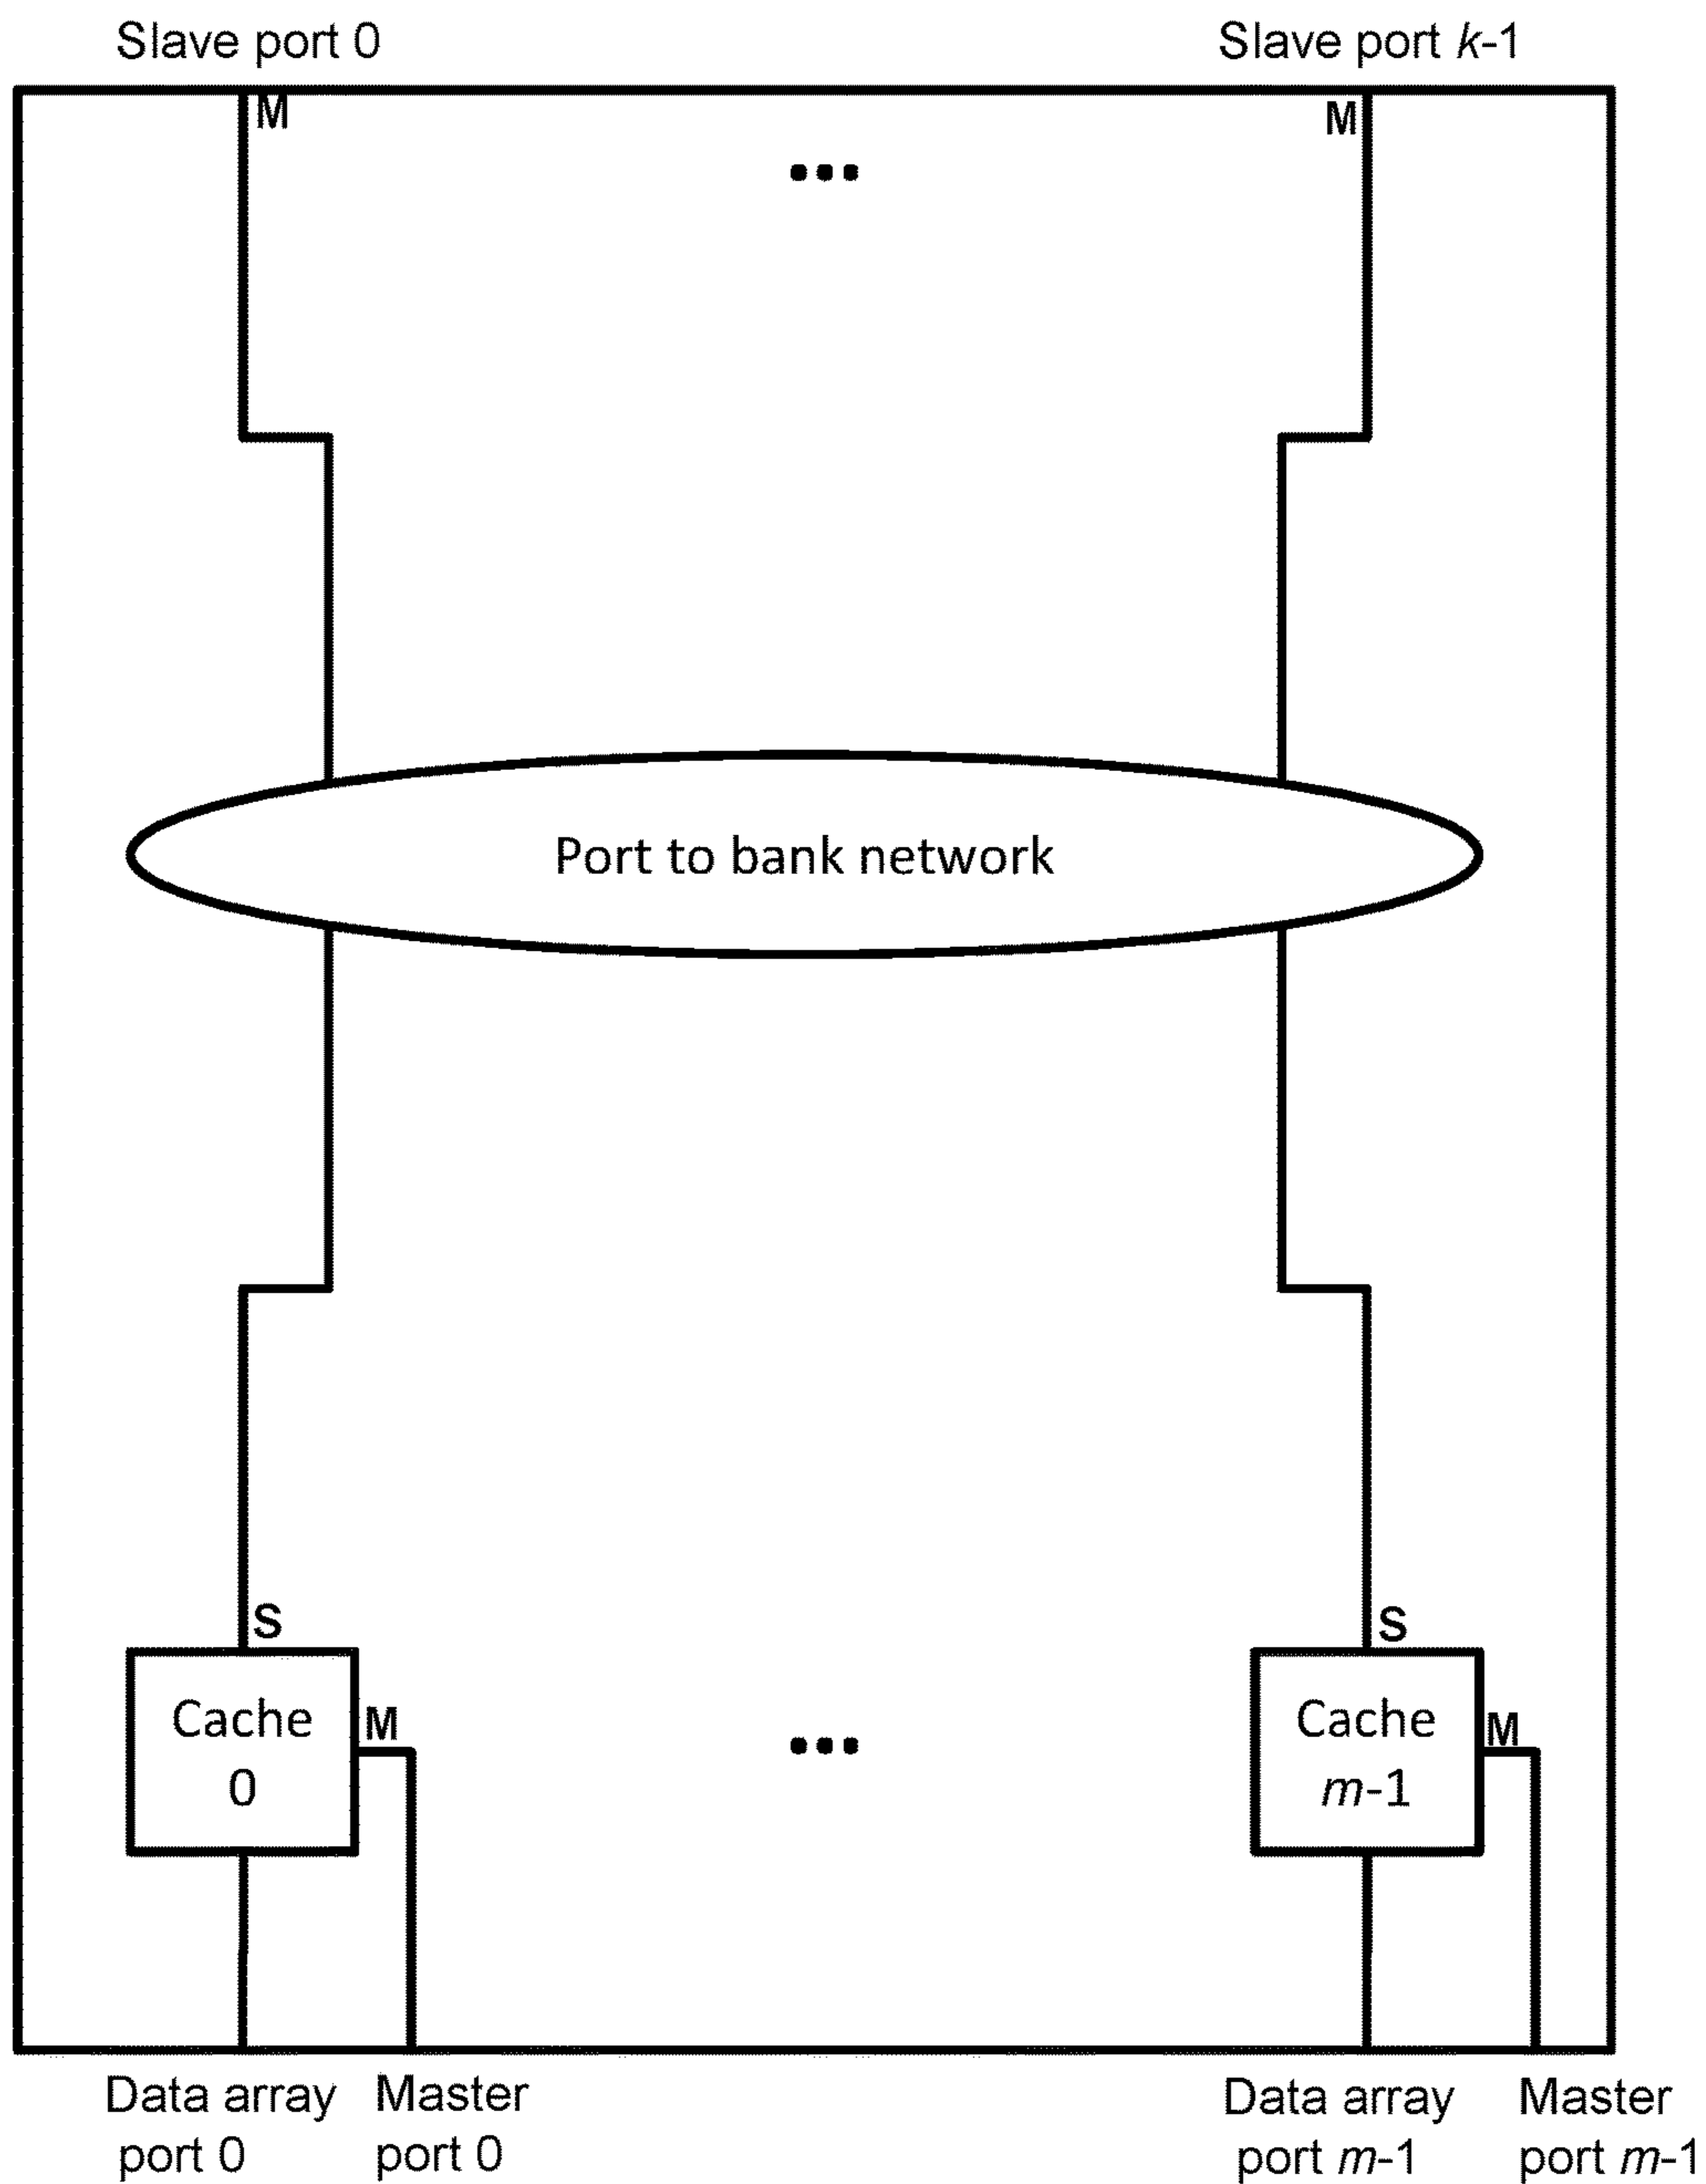 Slave port 0
Slave port k-1
M
M
...
Port to bank network
S
S
Cache
0
M
...
Cache
m-1
M
Data array
port 0
Master
port 0
Data array
port m-1
Master
port m-1